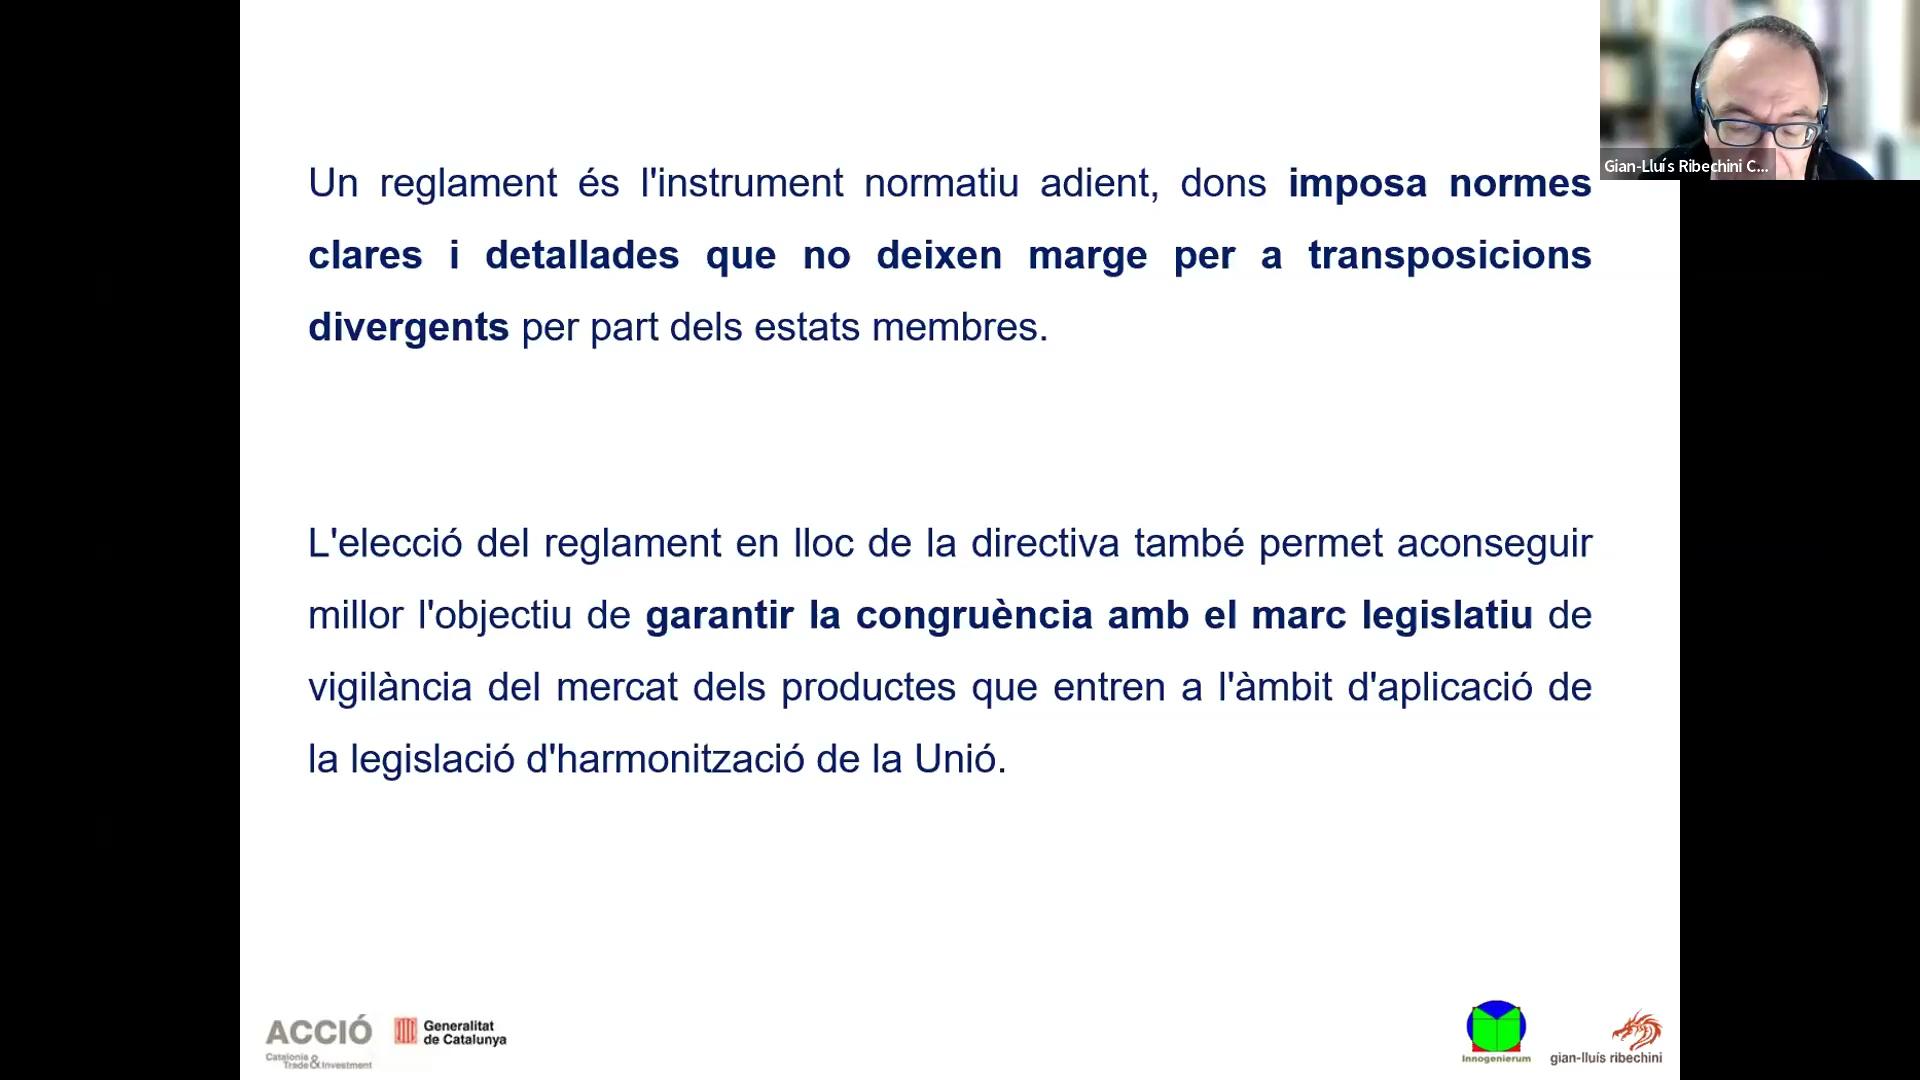 Gian-Lluís Ribechini C...
Un reglament és l'instrument normatiu adient, dons imposa normes
clares i detallades que no deixen marge per a transposicions
divergents per part dels estats membres.
L'elecció del reglament en lloc de la directiva també permet aconseguir
millor l'objectiu de garantir la congruència amb el marc legislatiu de
vigilància del mercat dels productes que entren a l'àmbit d'aplicació de
la legislació d'harmonització de la Unió.
ACCIÓ
Catalonia
Trade & Investment
Generalitat
de Catalunya
Innogenierum
gian-lluís ribechini